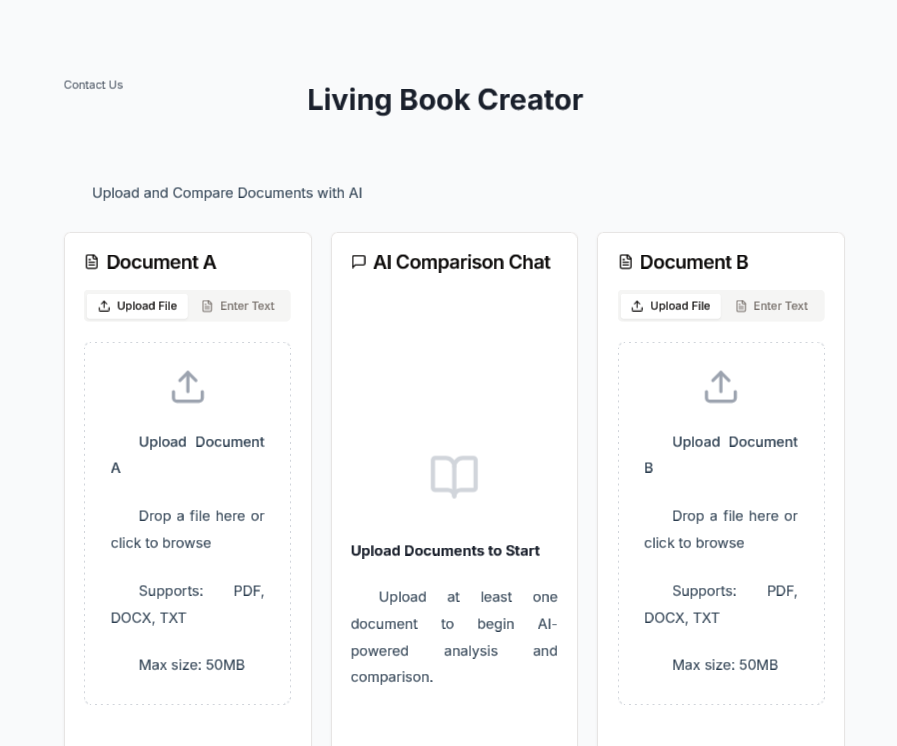 Contact Us
Living Book Creator
Upload and Compare Documents with AI
Document A
Upload File
Enter Text
Upload Document
A
Drop a file here or
click to browse
Supports: PDF,
DOCX, TXT
Max size: 50MB
AI Comparison Chat
Upload Documents to Start
Upload at least one
document to begin AI-
powered analysis and
comparison.
Document B
Upload File
Enter Text
Upload Document
B
Drop a file here or
click to browse
Supports: PDF,
DOCX, TXT
Max size: 50MB